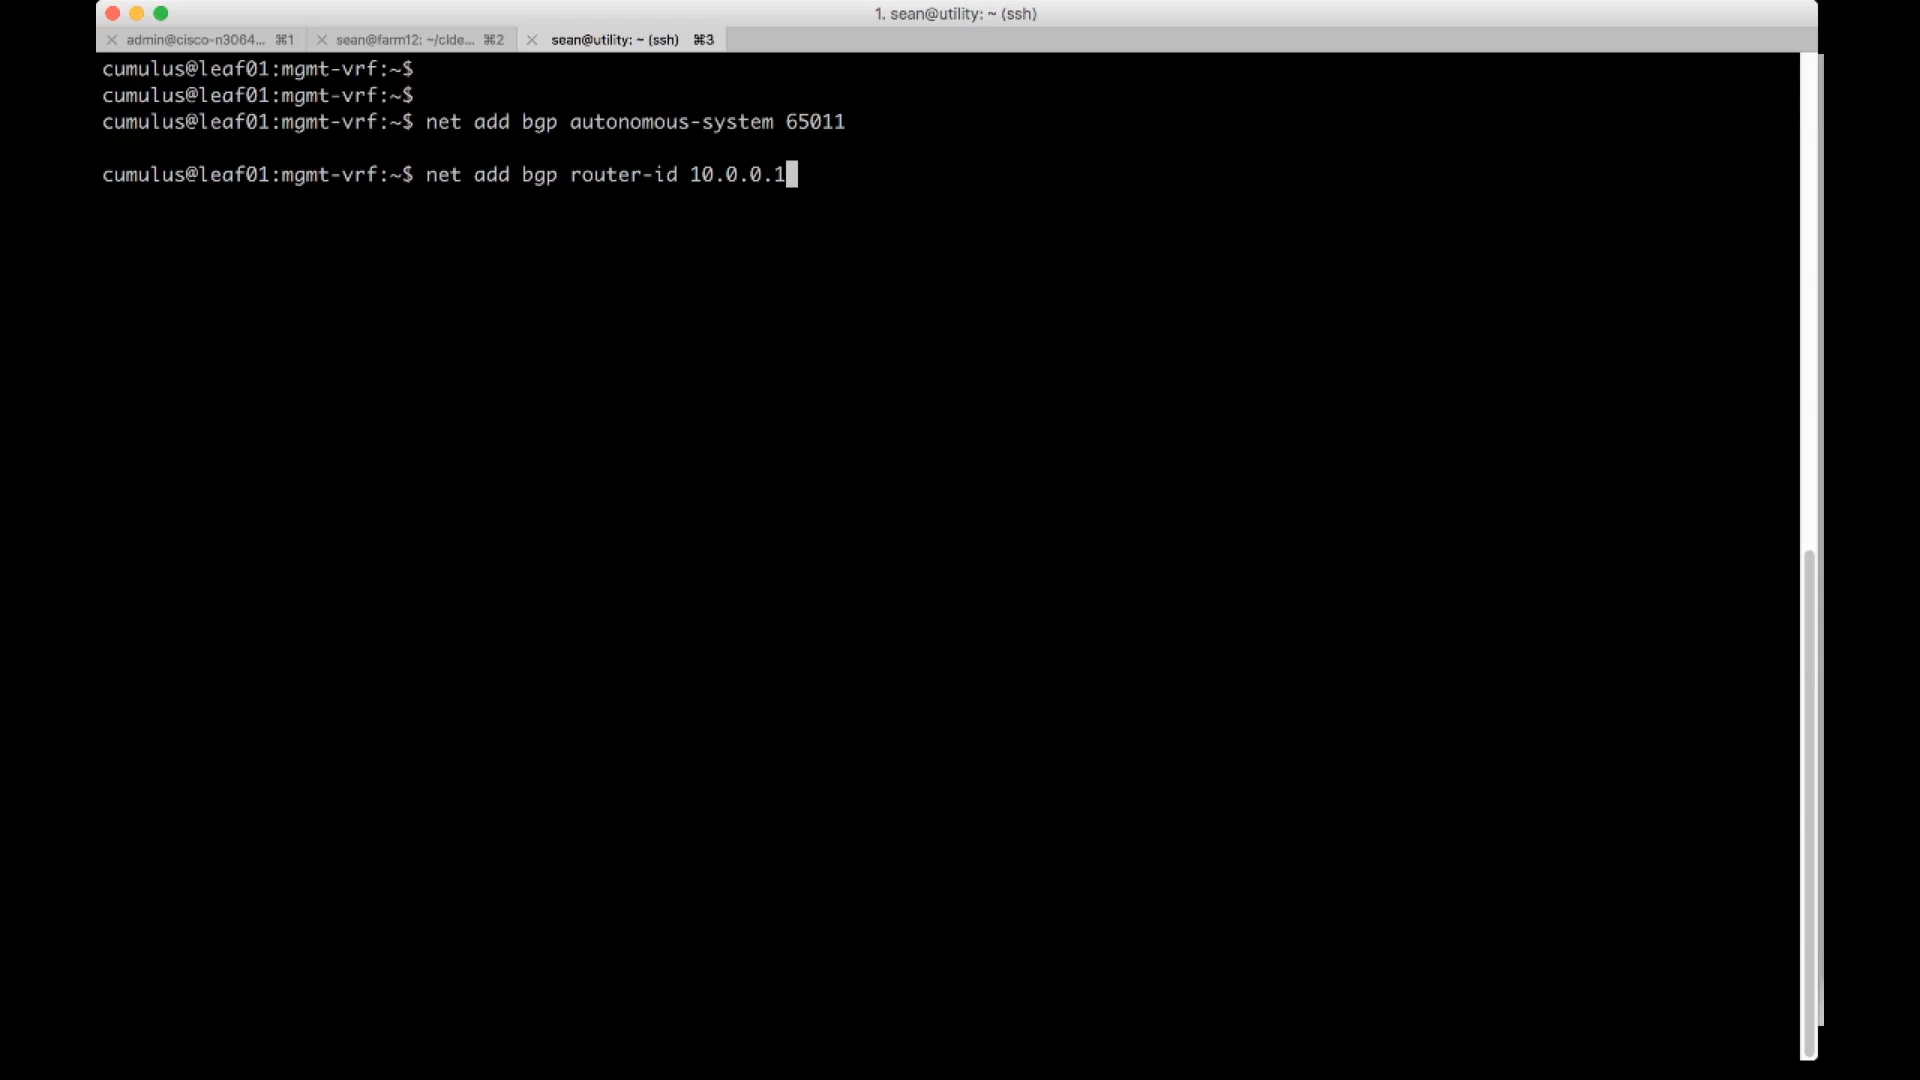 1. sean@utility: ~ (ssh)
admin@cisco-n3064... ⌘1 sean@farm12: ~/clde... ⌘2 sean@utility: ~ (ssh) ⌘3
cumulus@leaf01:mgmt-vrf:~$
cumulus@leaf01:mgmt-vrf:~$
cumulus@leaf01:mgmt-vrf:~$ net add bgp autonomous-system 65011
cumulus@leaf01:mgmt-vrf:~$ net add bgp router-id 10.0.0.1